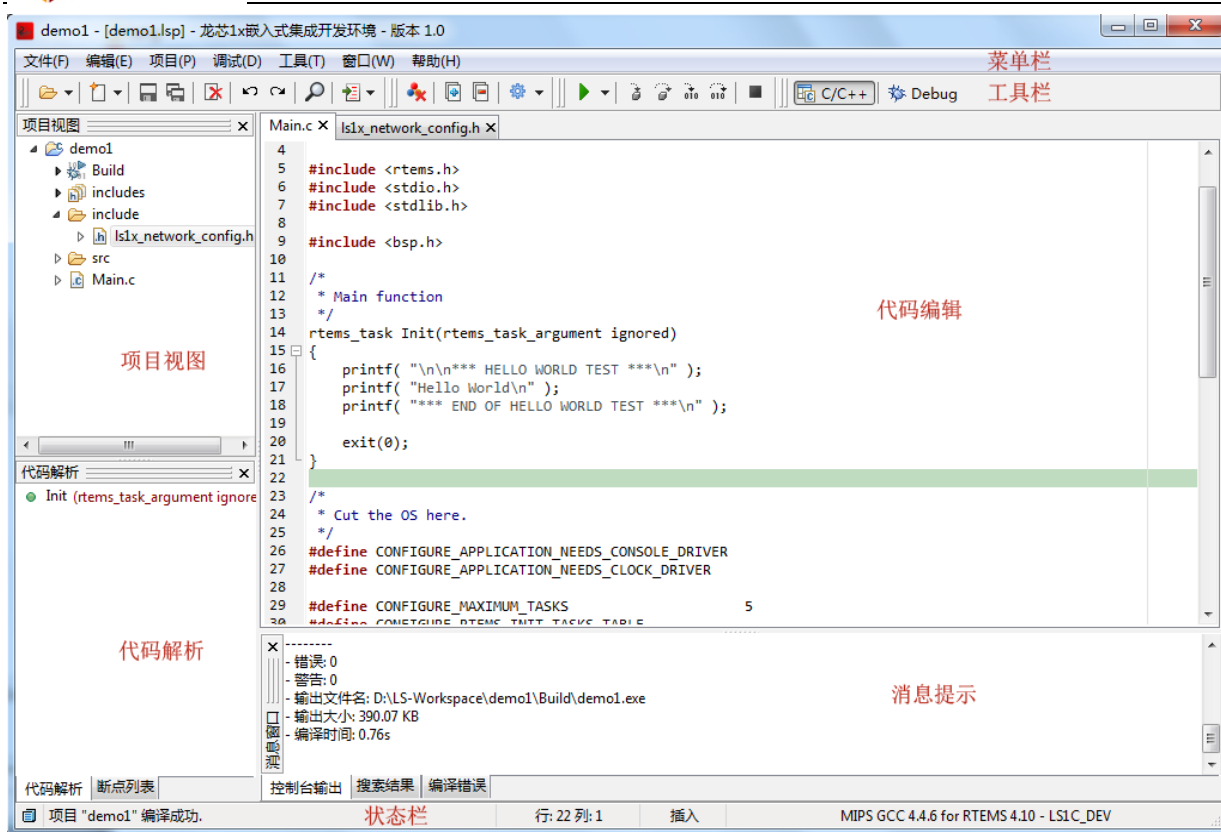 demo1 - [demo1.lsp] - 龙芯1x嵌入式集成开发环境 - 版本 1.0
文件(F) 编辑(E) 项目(P) 调试(D) 工具(T) 窗口(W) 帮助(H) 菜单栏
C/C++ Debug 工具栏
项目视图
demo1
Build
includes
include
ls1x_network_config.h
src
Main.c
项目视图
代码解析
Init (rtems_task_argument ignore
代码解析
代码解析 断点列表
Main.c ls1x_network_config.h
4
5 #include <rtems.h>
6 #include <stdio.h>
7 #include <stdlib.h>
8
9 #include <bsp.h>
10
11 /*
12 * Main function
13 */
14 rtems_task Init(rtems_task_argument ignored)
15 {
16 printf( "\n\n*** HELLO WORLD TEST ***\n" );
17 printf( "Hello World\n" );
18 printf( "*** END OF HELLO WORLD TEST ***\n" );
19
20 exit(0);
21 }
22
23 /*
24 * Cut the OS here.
25 */
26 #define CONFIGURE_APPLICATION_NEEDS_CONSOLE_DRIVER
27 #define CONFIGURE_APPLICATION_NEEDS_CLOCK_DRIVER
28
29 #define CONFIGURE_MAXIMUM_TASKS 5
30 #define CONFIGURE_RTEMS_INIT_TASKS_TABLE
代码编辑
消息窗口
--------
- 错误: 0
- 警告: 0
- 输出文件名: D:\LS-Workspace\demo1\Build\demo1.exe
- 输出大小: 390.07 KB
- 编译时间: 0.76s
消息提示
控制台输出 搜索结果 编译错误
项目 "demo1" 编译成功. 状态栏 行: 22 列: 1 插入 MIPS GCC 4.4.6 for RTEMS 4.10 - LS1C_DEV